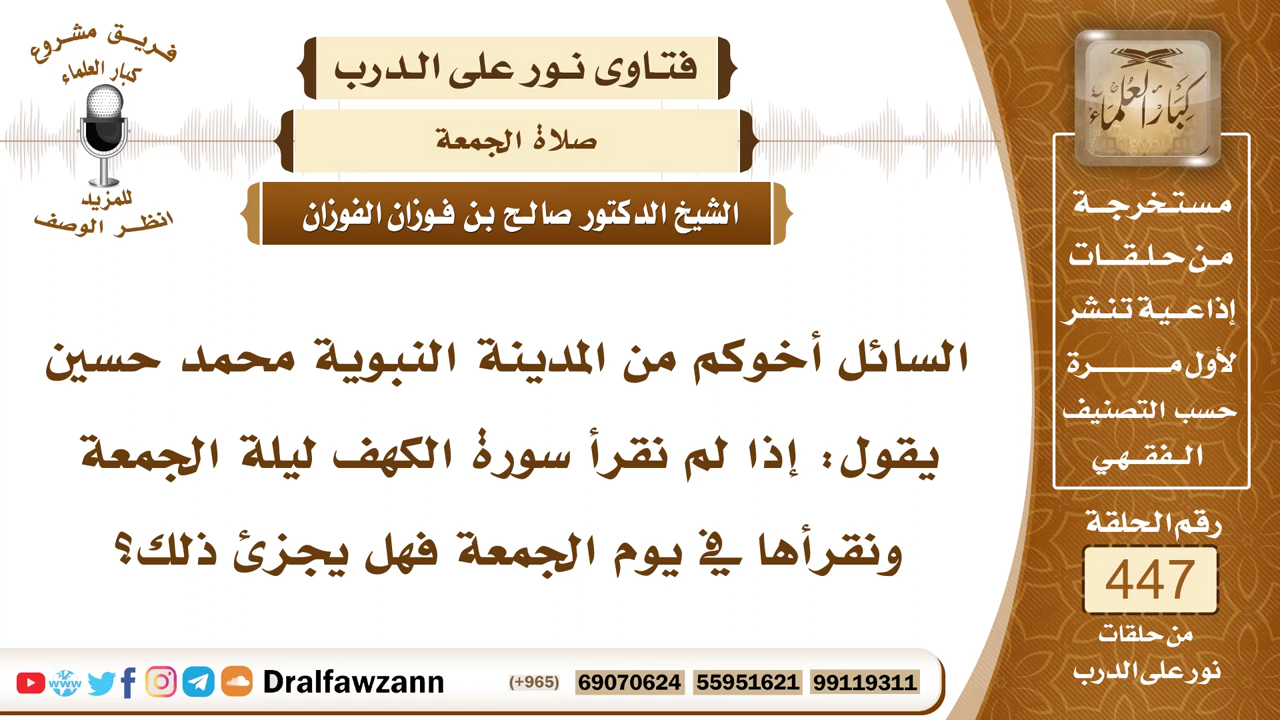 فريق مشروع
كبار العلماء
للمزيد
انظر الوصف
فتاوى نور على الدرب
صلاة الجمعة
الشيخ الدكتور صالح بن فوزان الفوزان
السائل أخوكم من المدينة النبوية محمد حسين
يقول: إذا لم نقرأ سورة الكهف ليلة الجمعة
ونقرأها في يوم الجمعة فهل يجزئ ذلك؟
كبار العلماء
مستخرجة
من حلقات
إذاعية تنشر
لأول مرة
حسب التصنيف
الفقهي
رقم الحلقة
447
من حلقات
نور على الدرب
www Dralfawzann (+965) 69070624 55951621 99119311